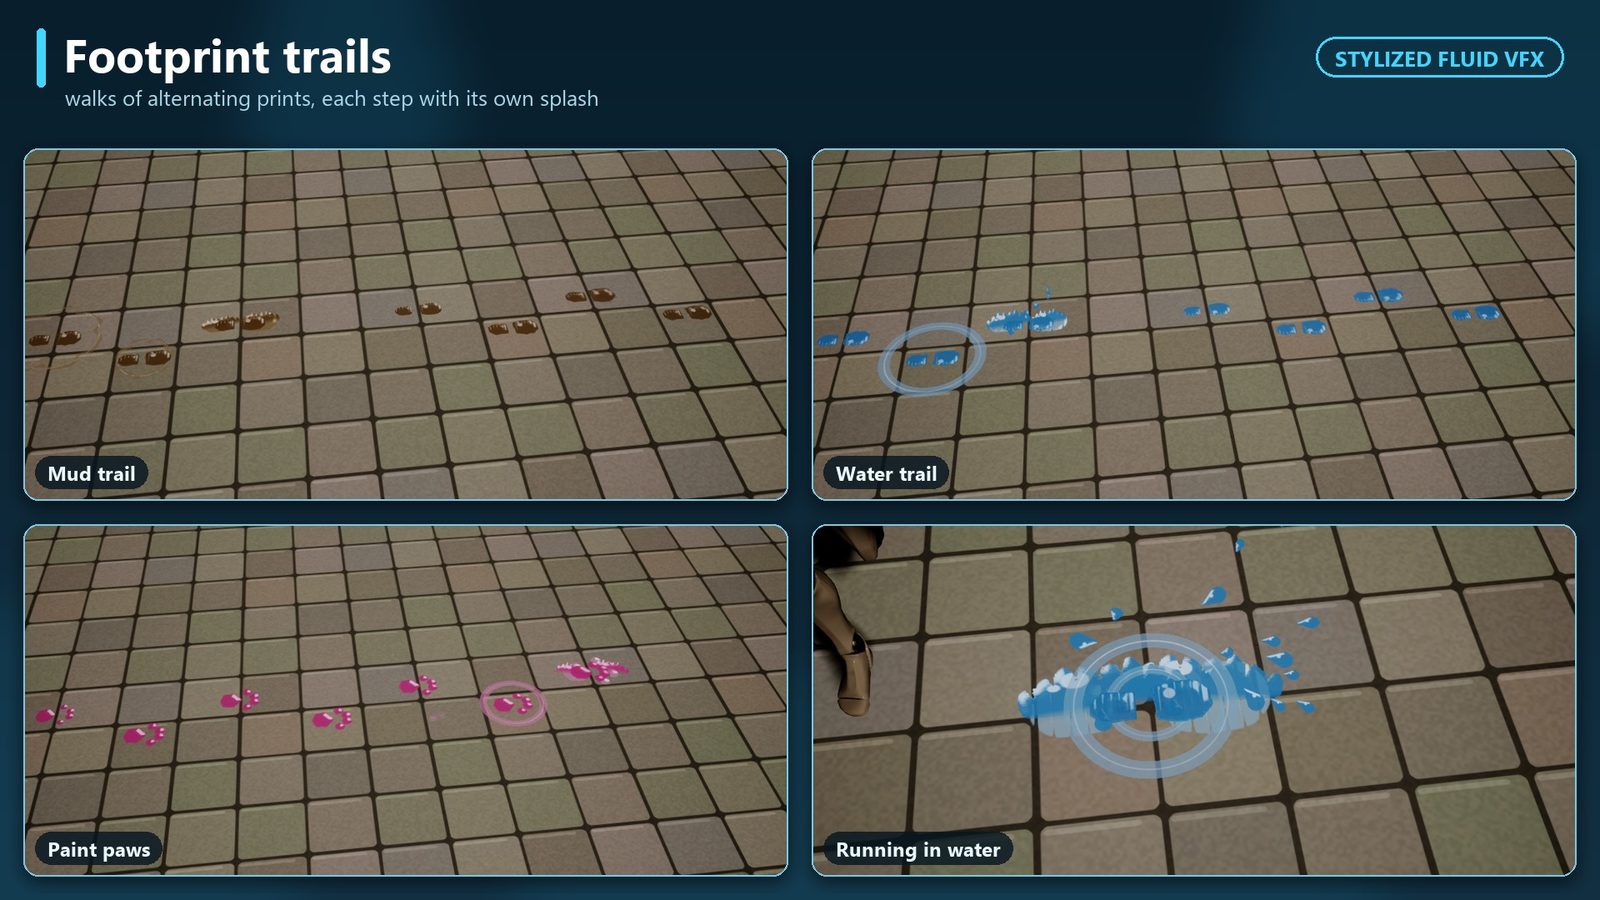 Footprint trails
STYLIZED FLUID VFX
walks of alternating prints, each step with its own splash
Mud trail
Water trail
Paint paws
Running in water